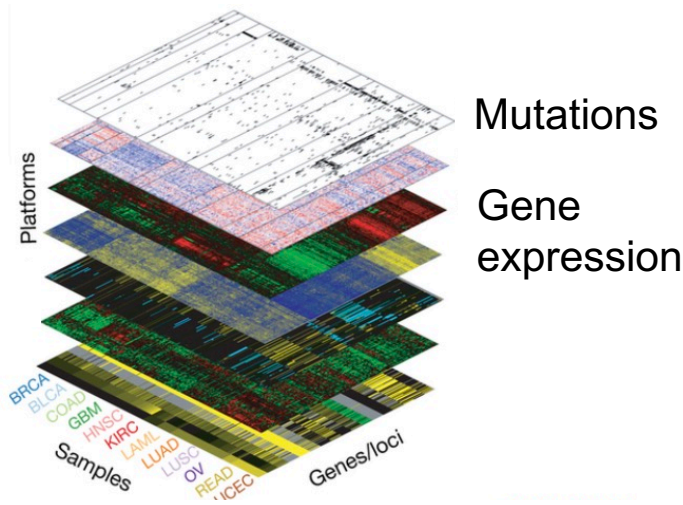 Mutations
Gene
expression
Platforms
BRCA
BLCA
COAD
GBM
HNSC
KIRC
LAML
LUAD
LUSC
OV
READ
UCEC
Samples
Genes/loci